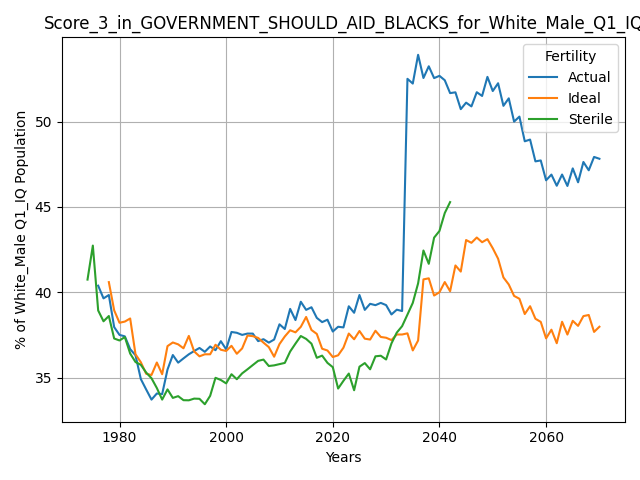 Score_3_in_GOVERNMENT_SHOULD_AID_BLACKS_for_White_Male_Q1_IQ
Fertility
Actual
Ideal
Sterile
% of White_Male Q1_IQ Population
50
45
40
35
1980 2000 2020 2040 2060
Years